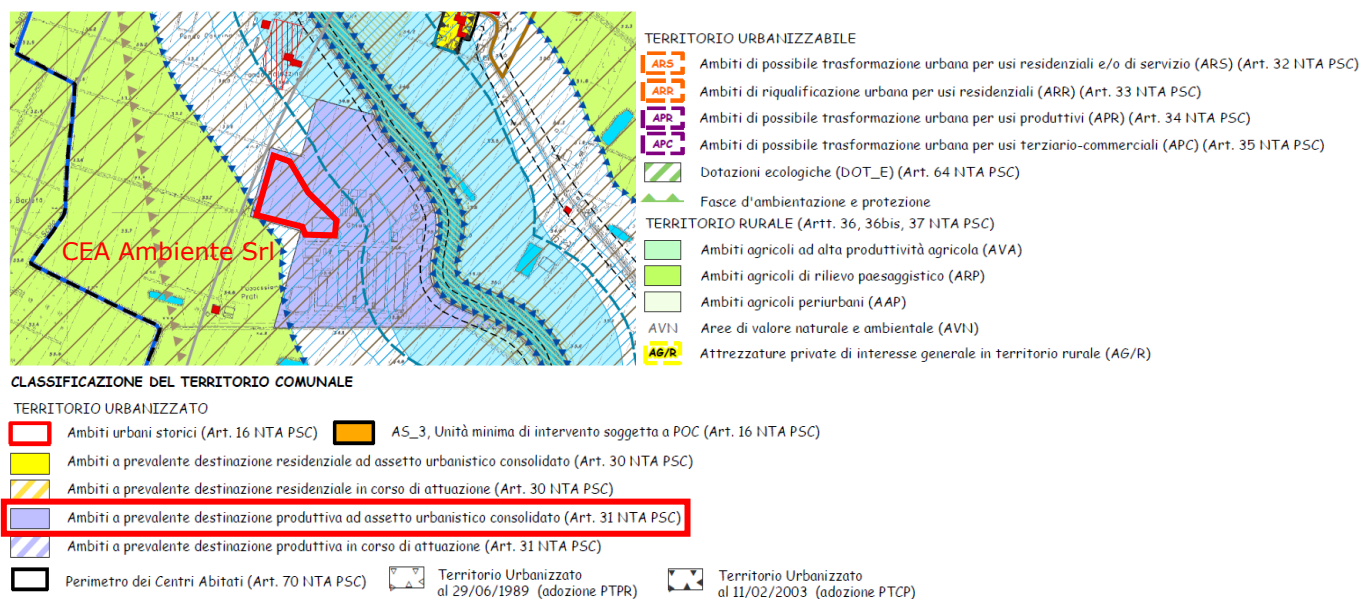 CEA Ambiente Srl
Prati
TERRITORIO URBANIZZABILE
ARS Ambiti di possibile trasformazione urbana per usi residenziali e/o di servizio (ARS) (Art. 32 NTA PSC)
ARR Ambiti di riqualificazione urbana per usi residenziali (ARR) (Art. 33 NTA PSC)
APR Ambiti di possibile trasformazione urbana per usi produttivi (APR) (Art. 34 NTA PSC)
APC Ambiti di possibile trasformazione urbana per usi terziario-commerciali (APC) (Art. 35 NTA PSC)
Dotazioni ecologiche (DOT_E) (Art. 64 NTA PSC)
Fasce d'ambientazione e protezione
TERRITORIO RURALE (Artt. 36, 36bis, 37 NTA PSC)
Ambiti agricoli ad alta produttività agricola (AVA)
Ambiti agricoli di rilievo paesaggistico (ARP)
Ambiti agricoli periurbani (AAP)
AVN Aree di valore naturale e ambientale (AVN)
AG/R Attrezzature private di interesse generale in territorio rurale (AG/R)
CLASSIFICAZIONE DEL TERRITORIO COMUNALE
TERRITORIO URBANIZZATO
Ambiti urbani storici (Art. 16 NTA PSC) AS_3, Unità minima di intervento soggetta a POC (Art. 16 NTA PSC)
Ambiti a prevalente destinazione residenziale ad assetto urbanistico consolidato (Art. 30 NTA PSC)
Ambiti a prevalente destinazione residenziale in corso di attuazione (Art. 30 NTA PSC)
Ambiti a prevalente destinazione produttiva ad assetto urbanistico consolidato (Art. 31 NTA PSC)
Ambiti a prevalente destinazione produttiva in corso di attuazione (Art. 31 NTA PSC)
Perimetro dei Centri Abitati (Art. 70 NTA PSC) Territorio Urbanizzato al 29/06/1989 (adozione PTPR) Territorio Urbanizzato al 11/02/2003 (adozione PTCP)